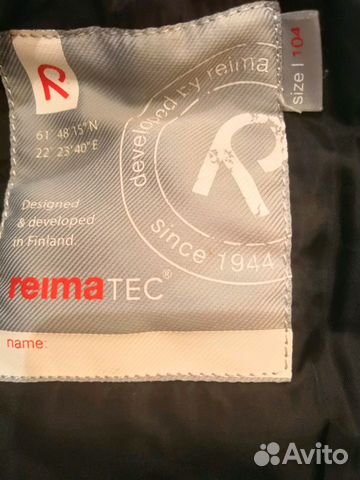 R
61° 48'15"N
22° 23'40"E
Designed
& developed
in Finland.
reimaTEC®
name:
developed by reima
R
since 1944
size | 104
Avito